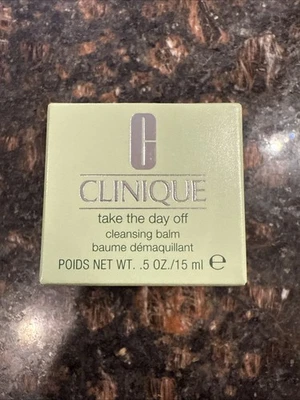 C
CLINIQUE
take the day off
cleansing balm
baume démaquillant
POIDS NET WT. .5 OZ./15 ml ℮